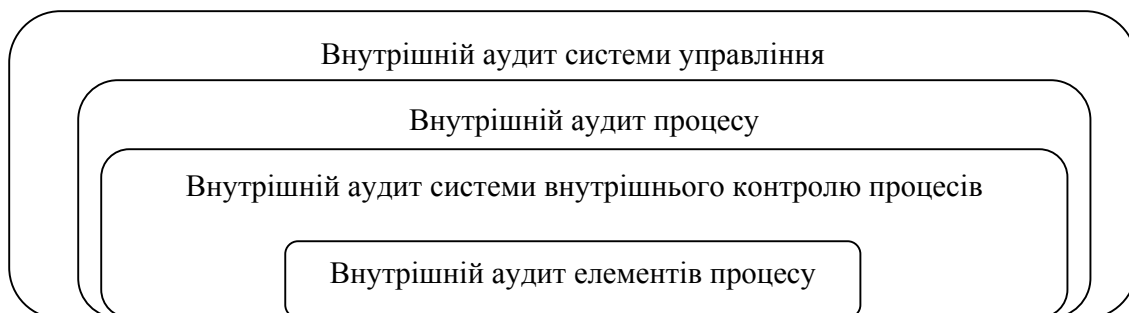 Внутрішній аудит системи управління
Внутрішній аудит процесу
Внутрішній аудит системи внутрішнього контролю процесів
Внутрішній аудит елементів процесу